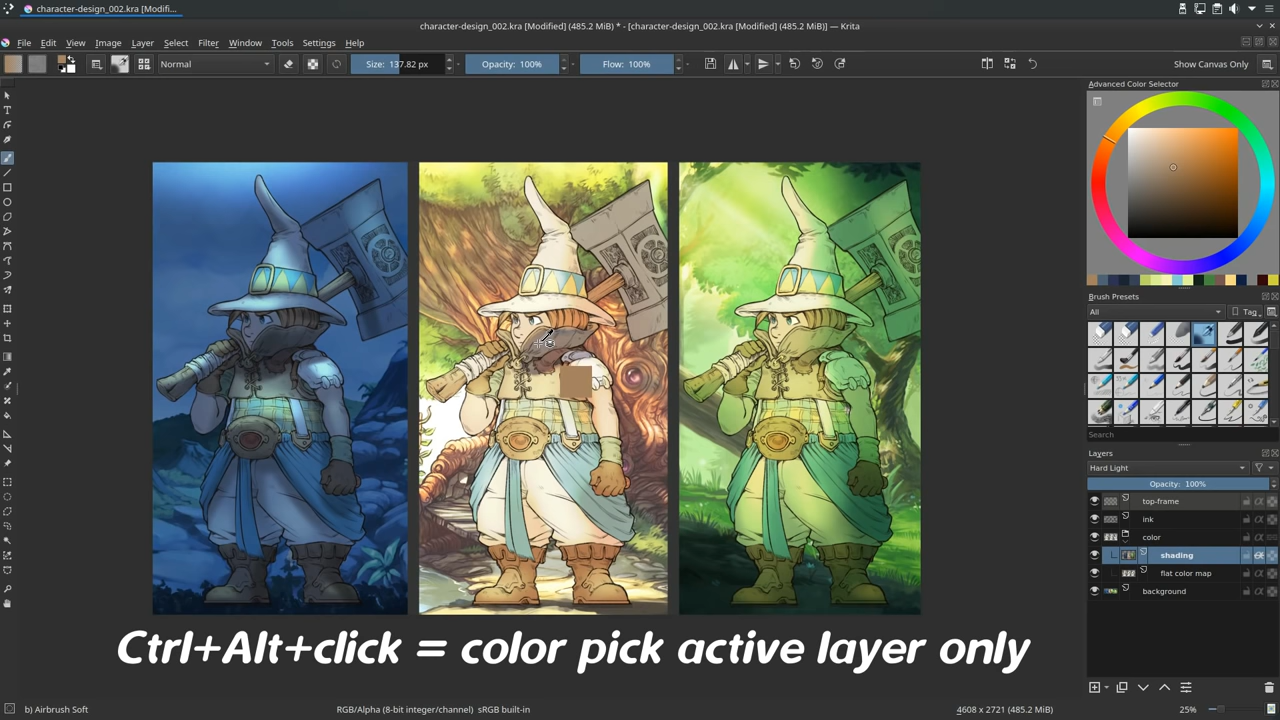 character-design_002.kra [Modifi...
character-design_002.kra [Modified] (485.2 MiB) * - [character-design_002.kra [Modified] (485.2 MiB)] — Krita
File Edit View Image Layer Select Filter Window Tools Settings Help
Normal Size: 137.82 px Opacity: 100% Flow: 100% Show Canvas Only
Advanced Color Selector
Brush Presets
All Tag
Search
Layers
Hard Light
Opacity: 100%
top-frame
ink
color
shading
flat color map
background
Ctrl+Alt+click = color pick active layer only
b) Airbrush Soft RGB/Alpha (8-bit integer/channel) sRGB built-in 4608 x 2721 (485.2 MiB) 25%